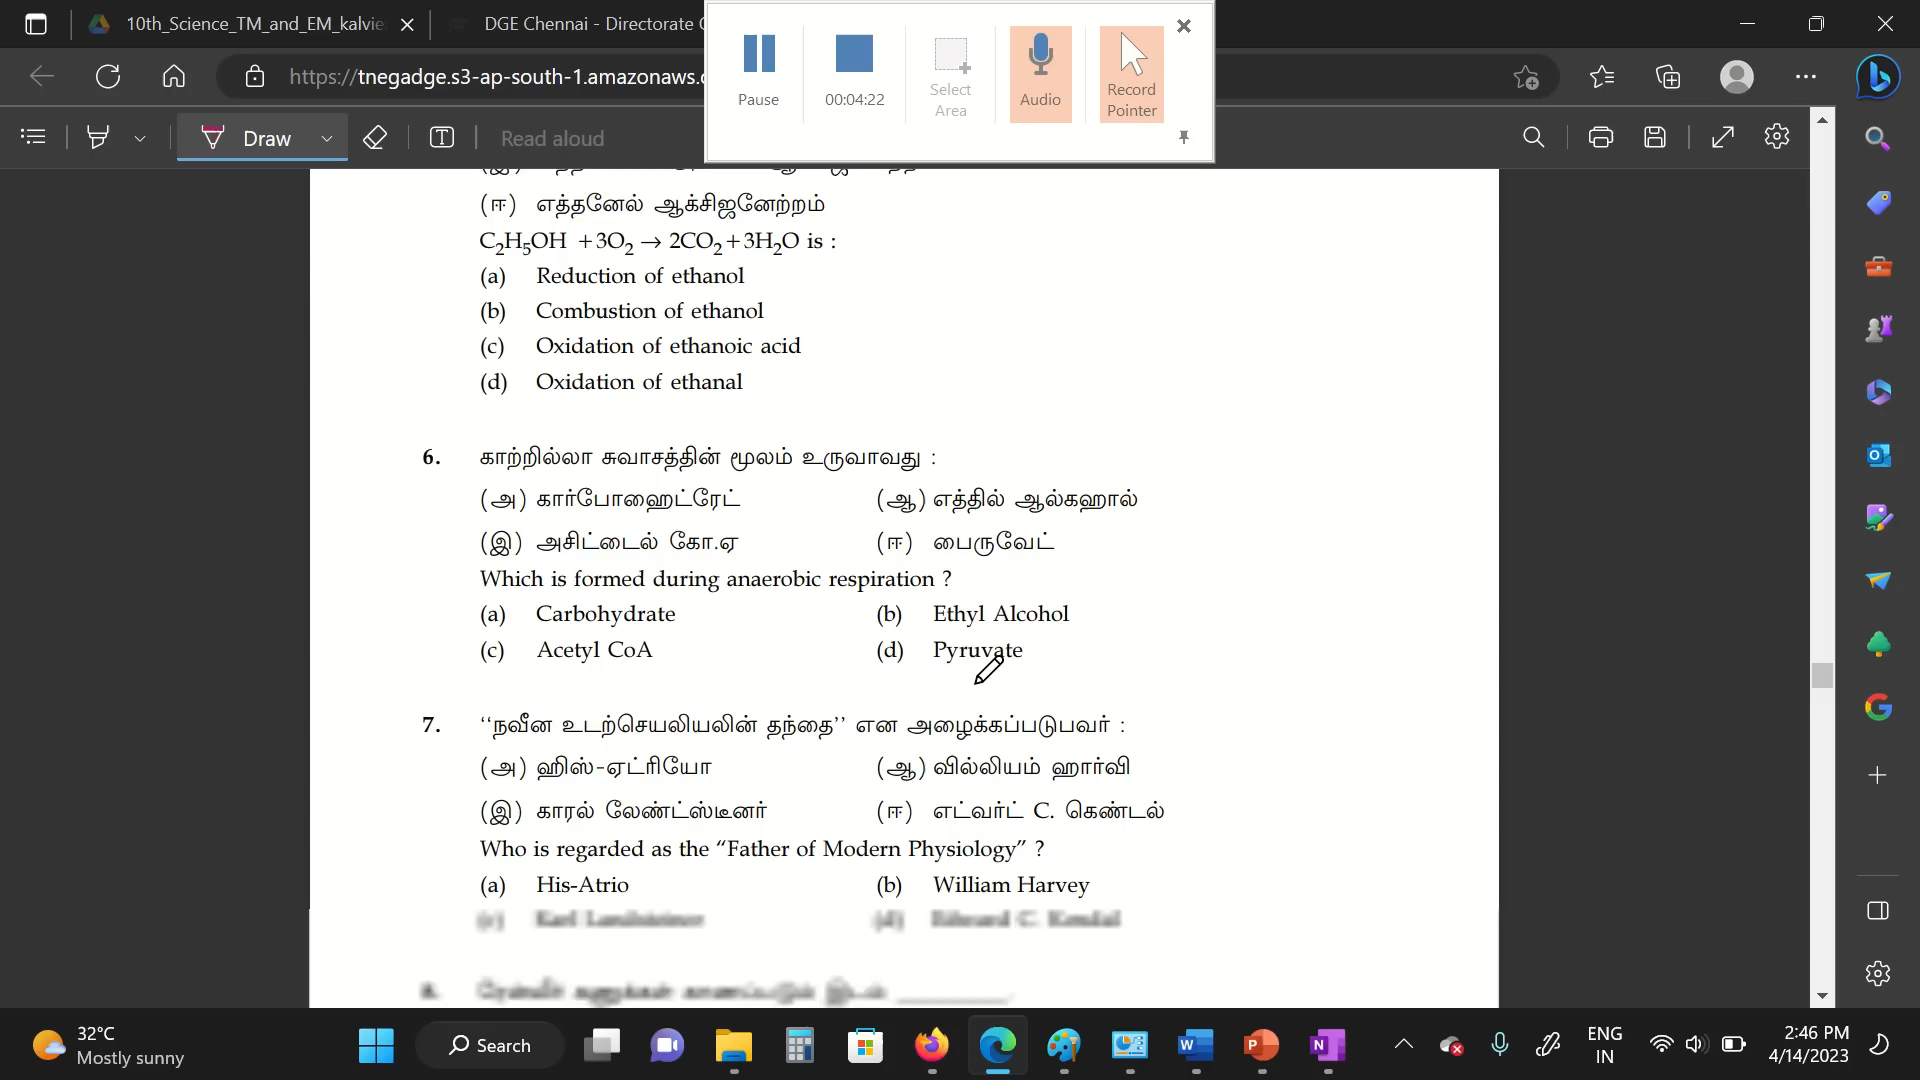 10th_Science_TM_and_EM_kalvie
DGE Chennai - Directorate
https://tnegadge.s3-ap-south-1.amazonaws.
Pause
00:04:22
Select Area
Audio
Record Pointer
Draw
Read aloud
(ஈ) எத்தனேல் ஆக்சிஜனேற்றம்
C₂H₅OH +3O₂ → 2CO₂+3H₂O is :
(a) Reduction of ethanol
(b) Combustion of ethanol
(c) Oxidation of ethanoic acid
(d) Oxidation of ethanal
6. காற்றில்லா சுவாசத்தின் மூலம் உருவாவது :
(அ) கார்போஹைட்ரேட் (ஆ) எத்தில் ஆல்கஹால்
(இ) அசிட்டைல் கோ.ஏ (ஈ) பைருவேட்
Which is formed during anaerobic respiration ?
(a) Carbohydrate (b) Ethyl Alcohol
(c) Acetyl CoA (d) Pyruvate
7. ‘‘நவீன உடற்செயலியலின் தந்தை’’ என அழைக்கப்படுபவர் :
(அ) ஹிஸ்-ஏட்ரியோ (ஆ) வில்லியம் ஹார்வி
(இ) காரல் லேண்ட்ஸ்டீனர் (ஈ) எட்வர்ட் C. கெண்டல்
Who is regarded as the “Father of Modern Physiology” ?
(a) His-Atrio (b) William Harvey
(c) Karl Landsteiner (d) Edward C. Kendal
32°C
Mostly sunny
Search
ENG
IN
2:46 PM
4/14/2023